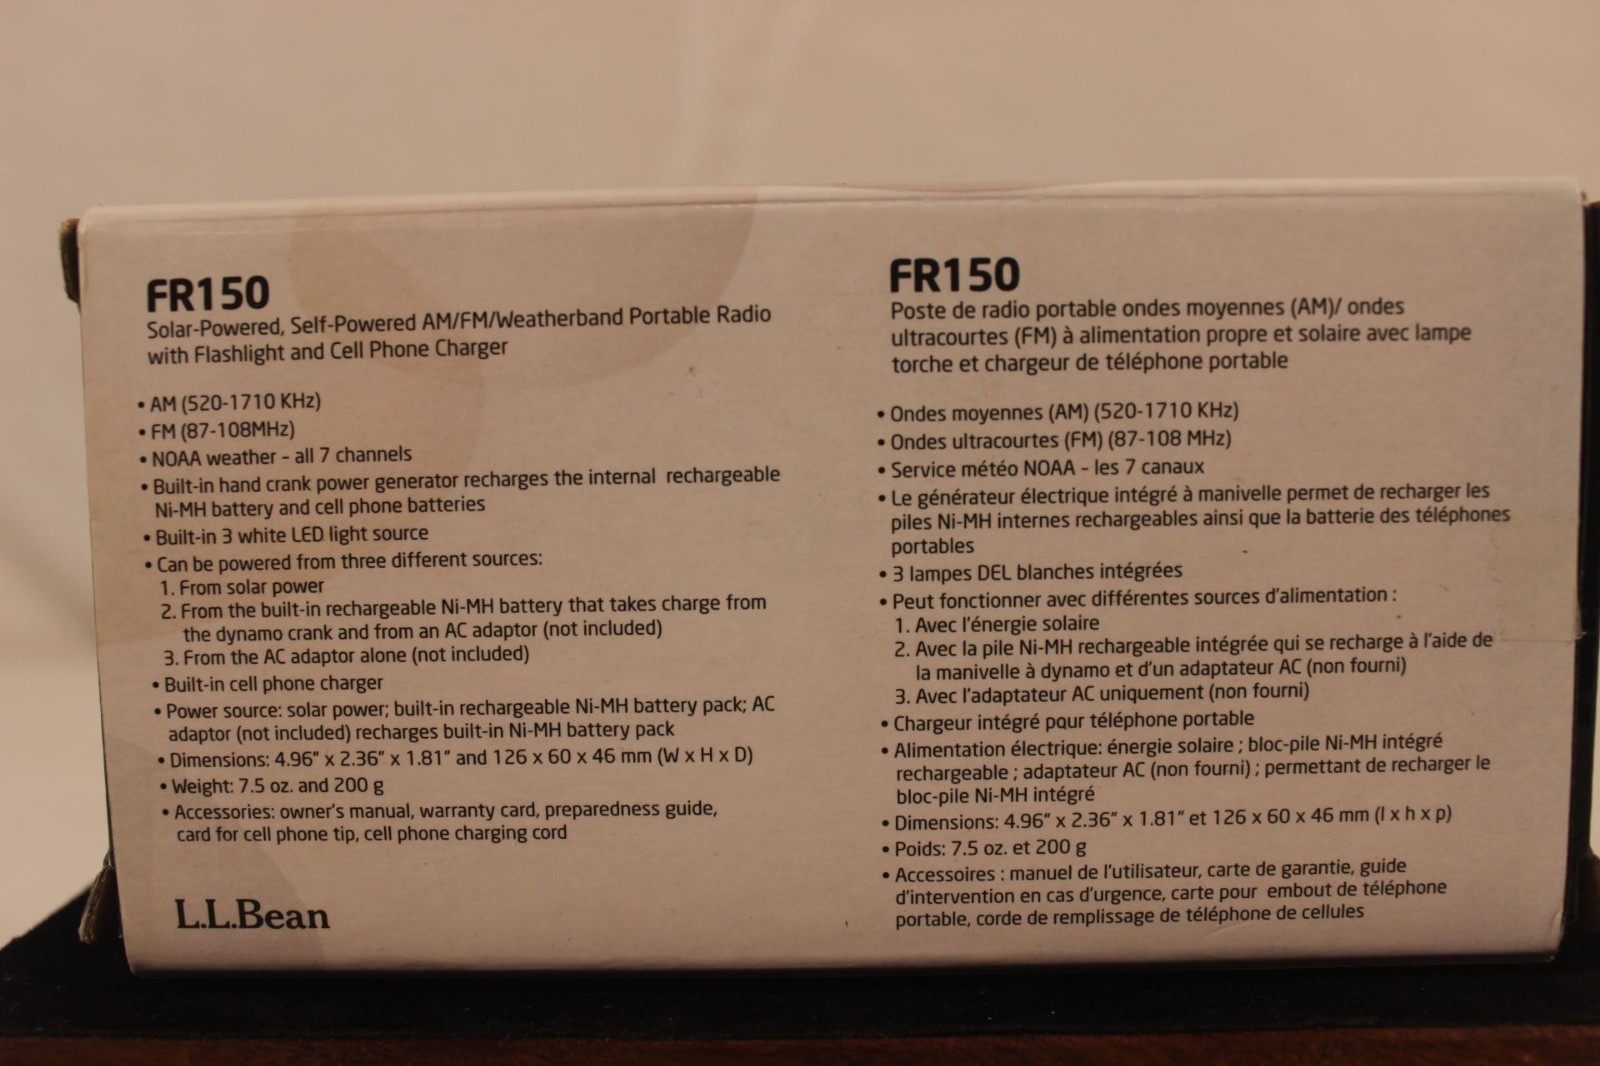 FR150
Solar-Powered, Self-Powered AM/FM/Weatherband Portable Radio
with Flashlight and Cell Phone Charger
• AM (520-1710 KHz)
• FM (87-108MHz)
• NOAA weather – all 7 channels
• Built-in hand crank power generator recharges the internal rechargeable
Ni-MH battery and cell phone batteries
• Built-in 3 white LED light source
• Can be powered from three different sources:
1. From solar power
2. From the built-in rechargeable Ni-MH battery that takes charge from
the dynamo crank and from an AC adaptor (not included)
3. From the AC adaptor alone (not included)
• Built-in cell phone charger
• Power source: solar power; built-in rechargeable Ni-MH battery pack; AC
adaptor (not included) recharges built-in Ni-MH battery pack
• Dimensions: 4.96" x 2.36" x 1.81" and 126 x 60 x 46 mm (W x H x D)
• Weight: 7.5 oz. and 200 g
• Accessories: owner's manual, warranty card, preparedness guide,
card for cell phone tip, cell phone charging cord
L.L.Bean
FR150
Poste de radio portable ondes moyennes (AM)/ ondes
ultracourtes (FM) à alimentation propre et solaire avec lampe
torche et chargeur de téléphone portable
• Ondes moyennes (AM) (520-1710 KHz)
• Ondes ultracourtes (FM) (87-108 MHz)
• Service météo NOAA – les 7 canaux
• Le générateur électrique intégré à manivelle permet de recharger les
piles Ni-MH internes rechargeables ainsi que la batterie des téléphones
portables
• 3 lampes DEL blanches intégrées
• Peut fonctionner avec différentes sources d'alimentation :
1. Avec l'énergie solaire
2. Avec la pile Ni-MH rechargeable intégrée qui se recharge à l'aide de
la manivelle à dynamo et d'un adaptateur AC (non fourni)
3. Avec l'adaptateur AC uniquement (non fourni)
• Chargeur intégré pour téléphone portable
• Alimentation électrique: énergie solaire ; bloc-pile Ni-MH intégré
rechargeable ; adaptateur AC (non fourni) ; permettant de recharger le
bloc-pile Ni-MH intégré
• Dimensions: 4.96" x 2.36" x 1.81" et 126 x 60 x 46 mm (l x h x p)
• Poids: 7.5 oz. et 200 g
• Accessoires : manuel de l'utilisateur, carte de garantie, guide
d'intervention en cas d'urgence, carte pour embout de téléphone
portable, corde de remplissage de téléphone de cellules